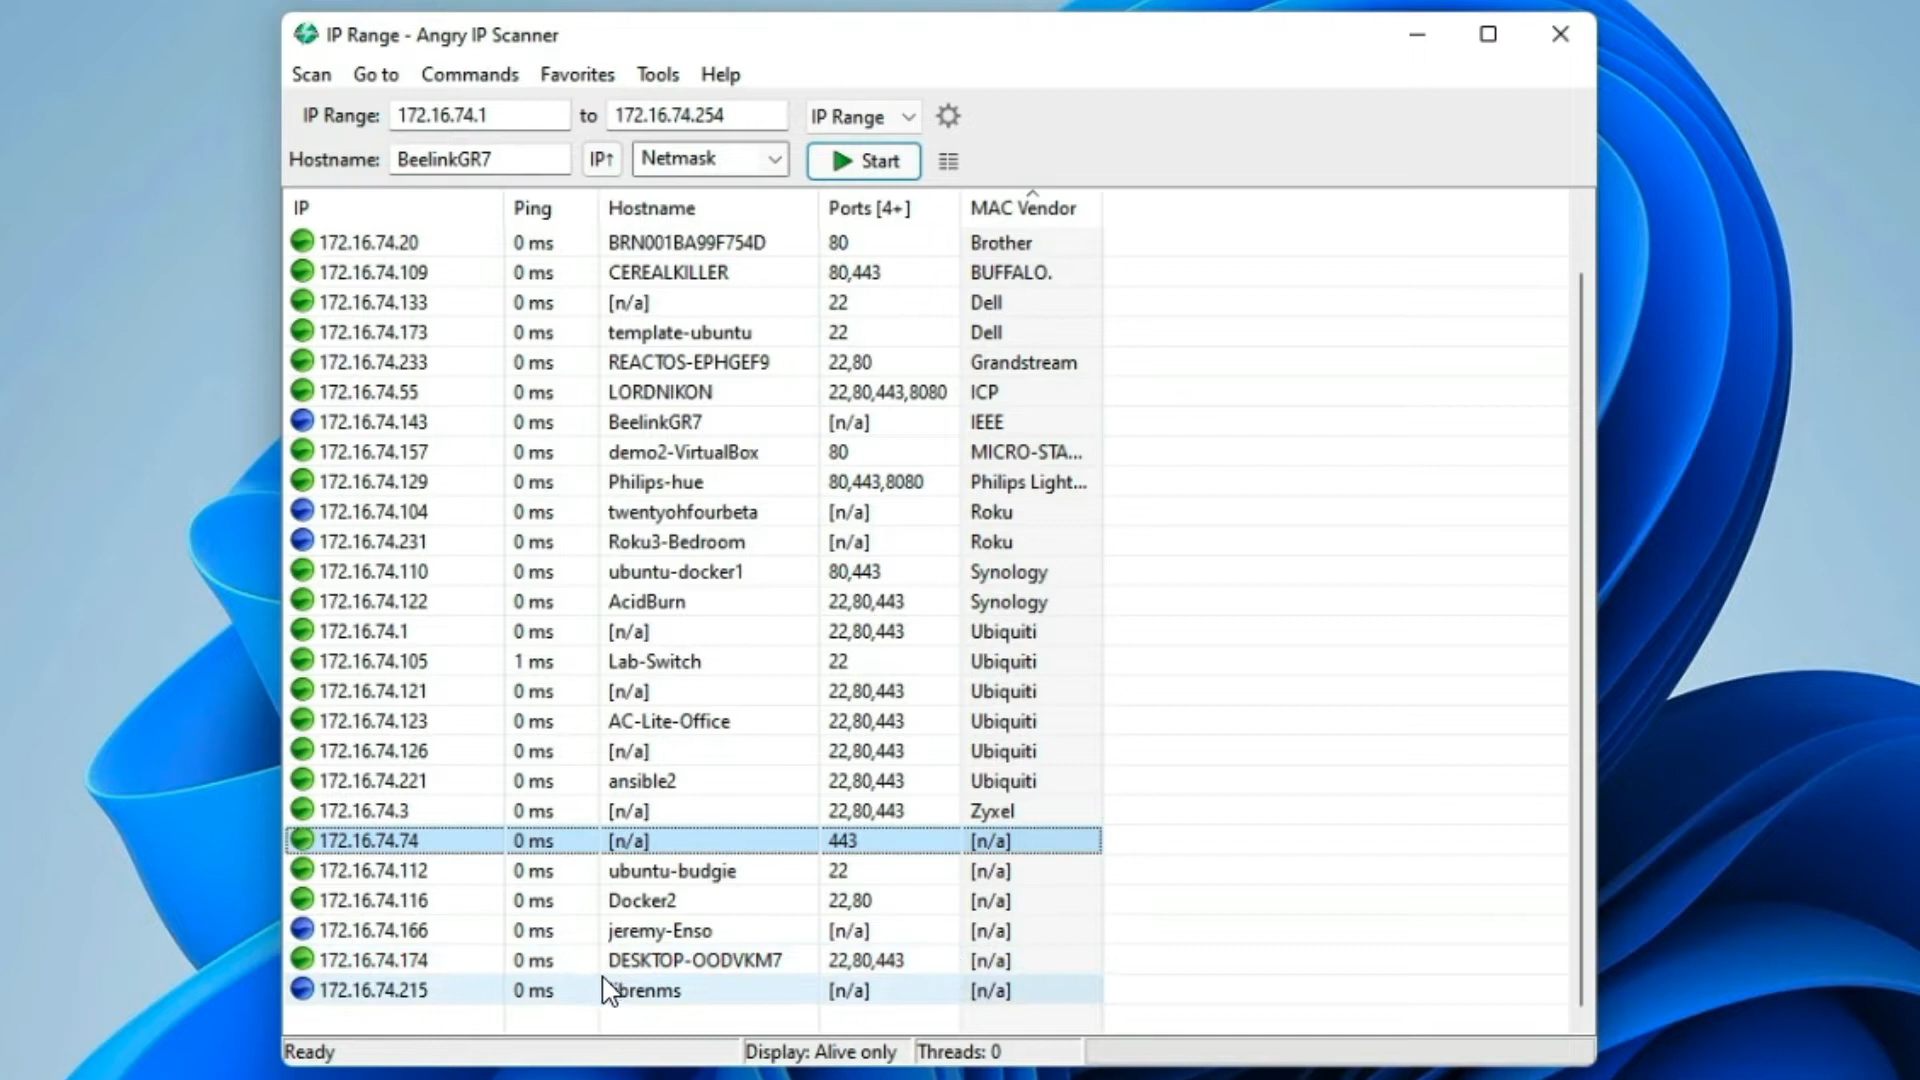 IP Range - Angry IP Scanner
Scan Go to Commands Favorites Tools Help
IP Range: 172.16.74.1 to 172.16.74.254 IP Range
Hostname: BeelinkGR7 IP↑ Netmask Start
IP Ping Hostname Ports [4+] MAC Vendor
172.16.74.20 0 ms BRN001BA99F754D 80 Brother
172.16.74.109 0 ms CEREALKILLER 80,443 BUFFALO.
172.16.74.133 0 ms [n/a] 22 Dell
172.16.74.173 0 ms template-ubuntu 22 Dell
172.16.74.233 0 ms REACTOS-EPHGEF9 22,80 Grandstream
172.16.74.55 0 ms LORDNIKON 22,80,443,8080 ICP
172.16.74.143 0 ms BeelinkGR7 [n/a] IEEE
172.16.74.157 0 ms demo2-VirtualBox 80 MICRO-STA...
172.16.74.129 0 ms Philips-hue 80,443,8080 Philips Light...
172.16.74.104 0 ms twentyohfourbeta [n/a] Roku
172.16.74.231 0 ms Roku3-Bedroom [n/a] Roku
172.16.74.110 0 ms ubuntu-docker1 80,443 Synology
172.16.74.122 0 ms AcidBurn 22,80,443 Synology
172.16.74.1 0 ms [n/a] 22,80,443 Ubiquiti
172.16.74.105 1 ms Lab-Switch 22 Ubiquiti
172.16.74.121 0 ms [n/a] 22,80,443 Ubiquiti
172.16.74.123 0 ms AC-Lite-Office 22,80,443 Ubiquiti
172.16.74.126 0 ms [n/a] 22,80,443 Ubiquiti
172.16.74.221 0 ms ansible2 22,80,443 Ubiquiti
172.16.74.3 0 ms [n/a] 22,80,443 Zyxel
172.16.74.74 0 ms [n/a] 443 [n/a]
172.16.74.112 0 ms ubuntu-budgie 22 [n/a]
172.16.74.116 0 ms Docker2 22,80 [n/a]
172.16.74.166 0 ms jeremy-Enso [n/a] [n/a]
172.16.74.174 0 ms DESKTOP-OODVKM7 22,80,443 [n/a]
172.16.74.215 0 ms brenms [n/a] [n/a]
Ready Display: Alive only Threads: 0